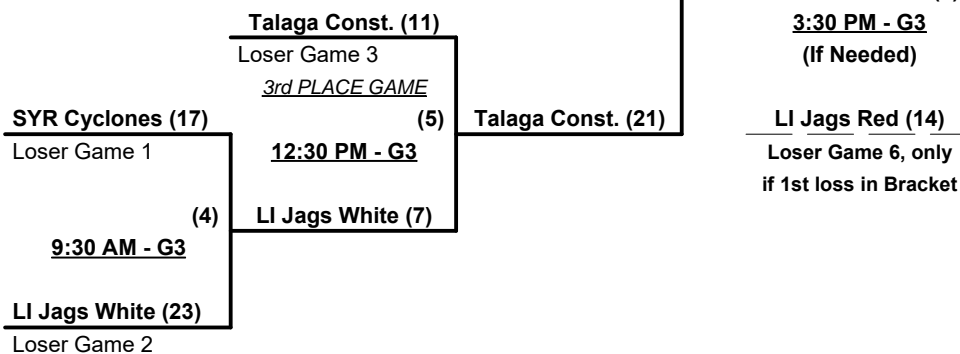 Talaga Const. (11)
3:30 PM - G3
Loser Game 3
(If Needed)
3rd PLACE GAME
SYR Cyclones (17)
(5)
Talaga Const. (21)
LI Jags Red (14)
Loser Game 1
12:30 PM - G3
Loser Game 6, only
if 1st loss in Bracket
(4)
LI Jags White (7)
9:30 AM - G3
LI Jags White (23)
Loser Game 2